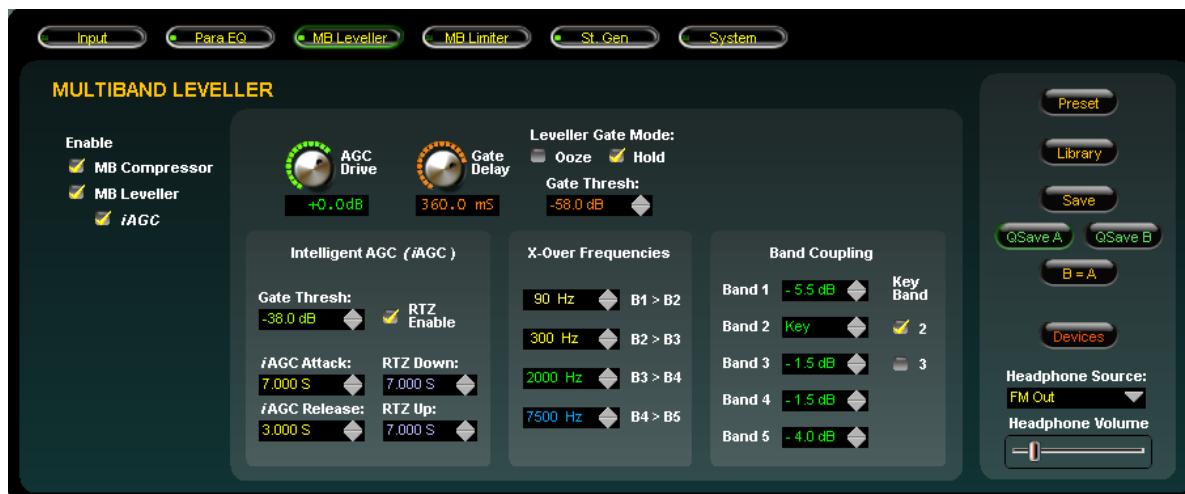 Input Para EQ MB Leveller MB Limiter St. Gen System
MULTIBAND LEVELLER
Enable
MB Compressor
MB Leveller
iAGC
AGC Drive
+0.0dB
Gate Delay
360.0 mS
Leveller Gate Mode:
Ooze Hold
Gate Thresh:
-58.0 dB
Intelligent AGC (iAGC )
Gate Thresh:
-38.0 dB
RTZ Enable
iAGC Attack: RTZ Down:
7.000 S 7.000 S
iAGC Release: RTZ Up:
3.000 S 7.000 S
X-Over Frequencies
90 Hz B1 > B2
300 Hz B2 > B3
2000 Hz B3 > B4
7500 Hz B4 > B5
Band Coupling
Key Band
Band 1 - 5.5 dB
Band 2 Key 2
Band 3 - 1.5 dB 3
Band 4 - 1.5 dB
Band 5 - 4.0 dB
Preset
Library
Save
QSave A QSave B
B = A
Devices
Headphone Source:
FM Out
Headphone Volume